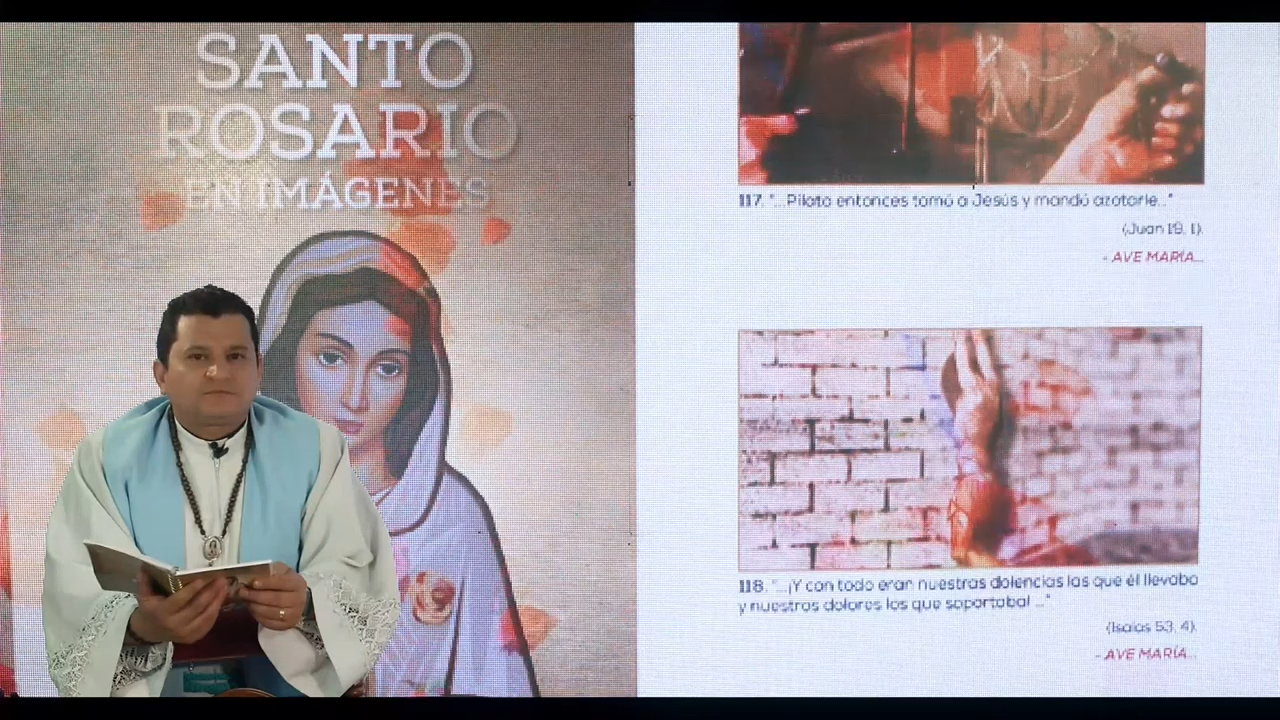 SANTO
ROSARIO
EN IMÁGENES
117. "...Pilato entonces tomó a Jesús y mandó azotarle..."
(Juan 19, 1).
- AVE MARÍA...
118. "...¡Y con todo eran nuestras dolencias las que él llevaba
y nuestros dolores los que soportaba! ..."
(Isaías 53, 4).
- AVE MARÍA...